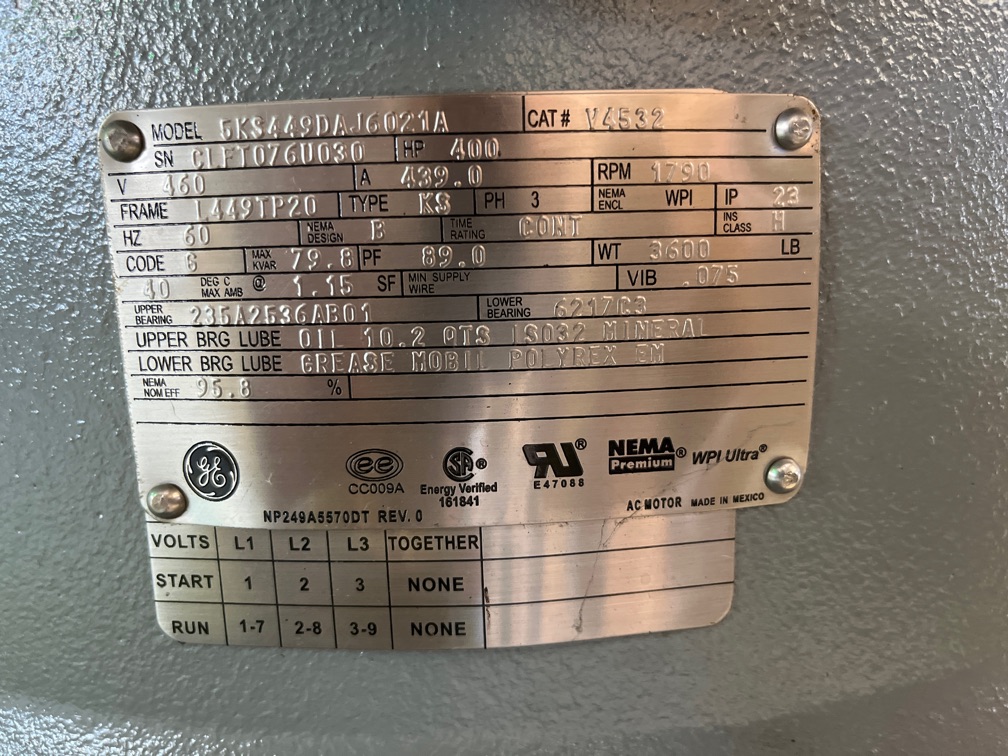 MODEL 5KS449DAJ6021A CAT# V4532
SN CLFT076U030 HP 400
V 460 A 439.0 RPM 1790
FRAME L449TP20 TYPE KS PH 3 NEMA ENCL WPI IP 23
HZ 60 NEMA DESIGN B TIME RATING CONT INS CLASS H
CODE G MAX KVAR 79.8 PF 89.0 WT 3600 LB
40 DEG C MAX AMB @ 1.15 SF MIN SUPPLY WIRE VIB .075
UPPER BEARING 235A2536AB01 LOWER BEARING 6217C3
UPPER BRG LUBE OIL 10.2 QTS ISO32 MINERAL
LOWER BRG LUBE GREASE MOBIL POLYREX EM
NEMA NOM EFF 95.8 %
GE ee CC009A SA® Energy Verified 161841 UR® E47088 NEMA Premium® WPI Ultra®
AC MOTOR MADE IN MEXICO
NP249A5570DT REV. 0
VOLTS L1 L2 L3 TOGETHER
START 1 2 3 NONE
RUN 1-7 2-8 3-9 NONE